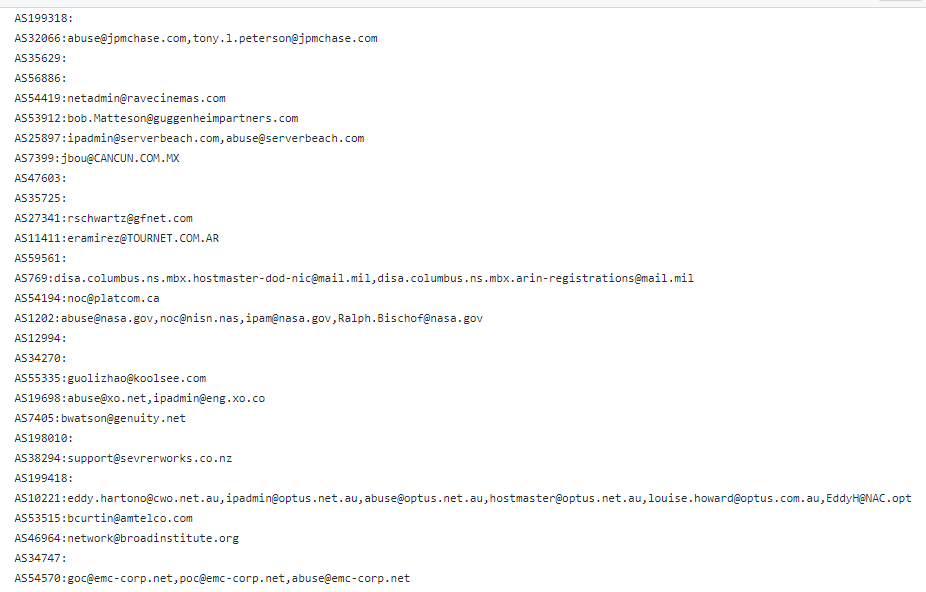 AS199318:
AS32066:abuse@jpmchase.com,tony.l.peterson@jpmchase.com
AS35629:
AS56886:
AS54419:netadmin@ravecinemas.com
AS53912:bob.Matteson@guggenheimpartners.com
AS25897:ipadmin@serverbeach.com,abuse@serverbeach.com
AS7399:jbou@CANCUN.COM.MX
AS47603:
AS35725:
AS27341:rschwartz@gfnet.com
AS11411:eramirez@TOURNET.COM.AR
AS59561:
AS769:disa.columbus.ns.mbx.hostmaster-dod-nic@mail.mil,disa.columbus.ns.mbx.arin-registrations@mail.mil
AS54194:noc@platcom.ca
AS1202:abuse@nasa.gov,noc@nisn.nas,ipam@nasa.gov,Ralph.Bischof@nasa.gov
AS12994:
AS34270:
AS55335:guolizhao@koolsee.com
AS19698:abuse@xo.net,ipadmin@eng.xo.co
AS7405:bwatson@genuity.net
AS198010:
AS38294:support@sevrerworks.co.nz
AS199418:
AS10221:eddy.hartono@cwo.net.au,ipadmin@optus.net.au,abuse@optus.net.au,hostmaster@optus.net.au,louise.howard@optus.com.au,EddyH@NAC.opt
AS53515:bcurtin@amtelco.com
AS46964:network@broadinstitute.org
AS34747:
AS54570:goc@emc-corp.net,poc@emc-corp.net,abuse@emc-corp.net